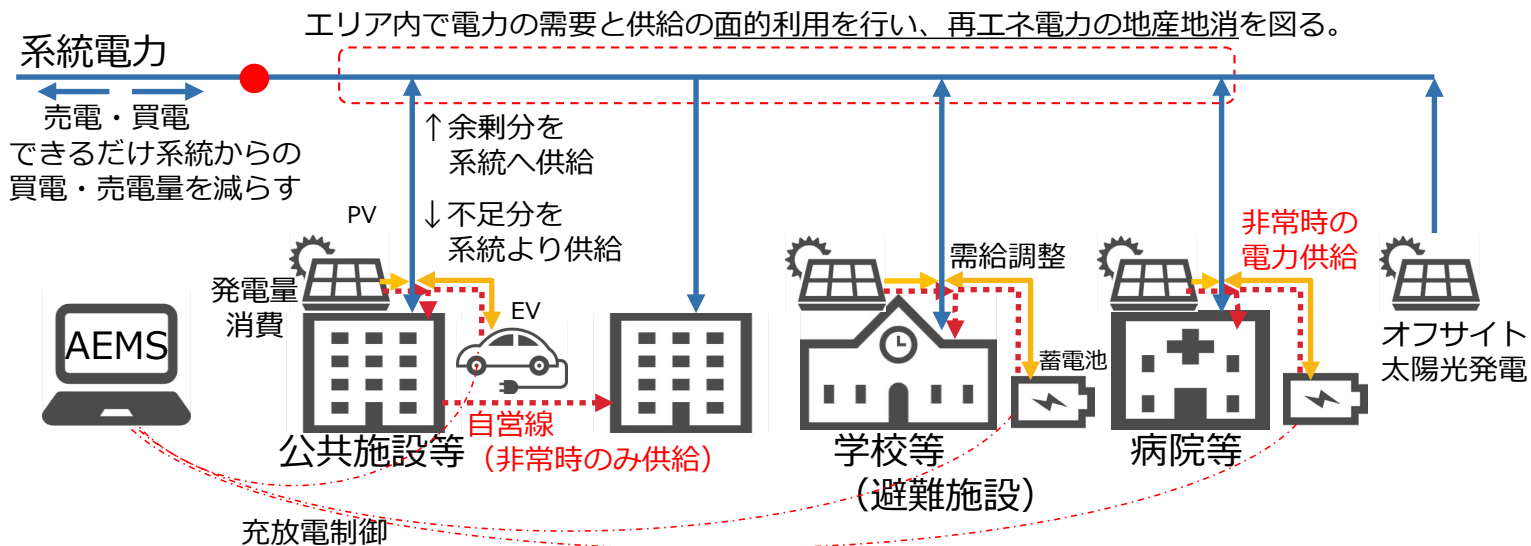 エリア内で電力の需要と供給の面的利用を行い、再エネ電力の地産地消を図る。
系統電力
売電・買電
できるだけ系統からの
買電・売電量を減らす
↑余剰分を
系統へ供給
↓不足分を
系統より供給
PV
発電量
消費
EV
需給調整
非常時の
電力供給
AEMS
蓄電池
オフサイト
太陽光発電
自営線
（非常時のみ供給）
公共施設等
学校等
（避難施設）
病院等
充放電制御